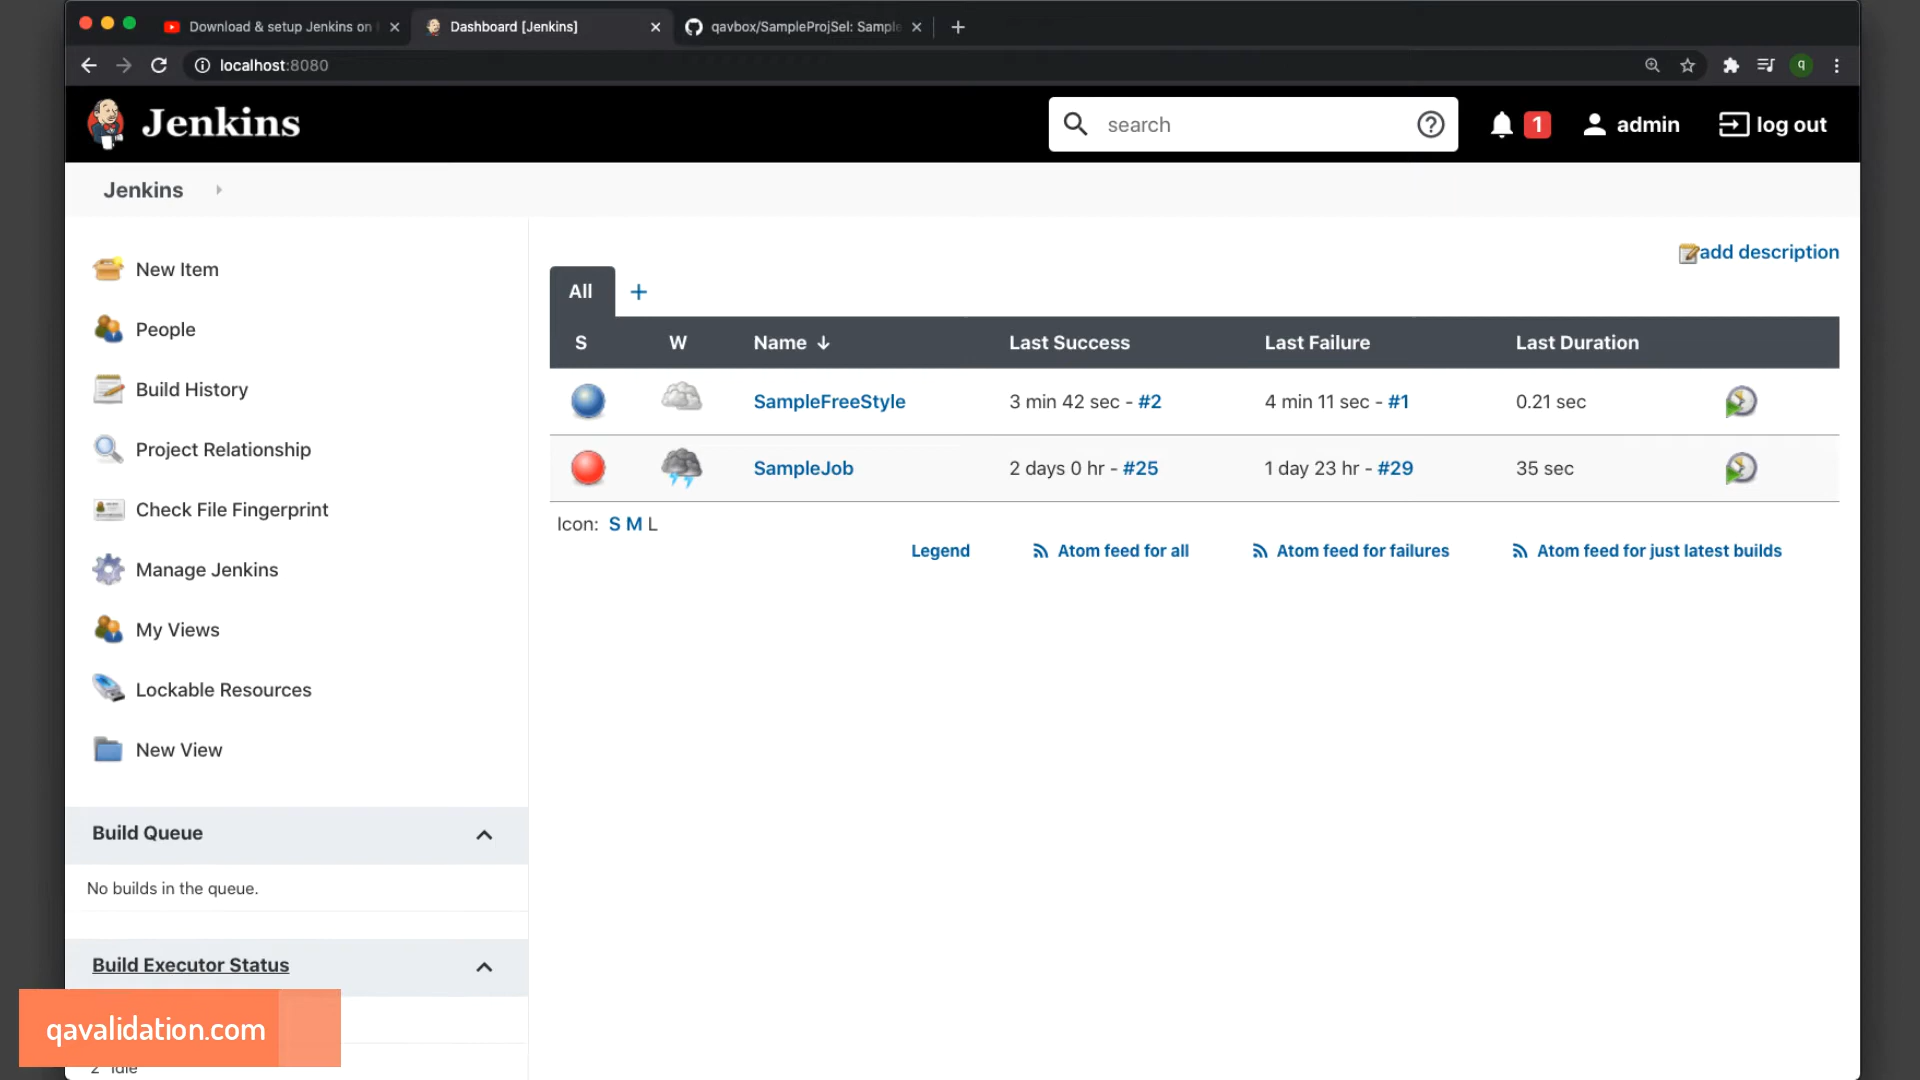 Download & setup Jenkins on
Dashboard [Jenkins]
qavbox/SampleProjSel: Sample
localhost:8080
q
Jenkins
search
1
admin
log out
Jenkins
New Item
People
Build History
Project Relationship
Check File Fingerprint
Manage Jenkins
My Views
Lockable Resources
New View
Build Queue
No builds in the queue.
Build Executor Status
qavalidation.com
2 Idle
add description
All +
S W Name ↓ Last Success Last Failure Last Duration
SampleFreeStyle 3 min 42 sec - #2 4 min 11 sec - #1 0.21 sec
SampleJob 2 days 0 hr - #25 1 day 23 hr - #29 35 sec
Icon: S M L
Legend Atom feed for all Atom feed for failures Atom feed for just latest builds